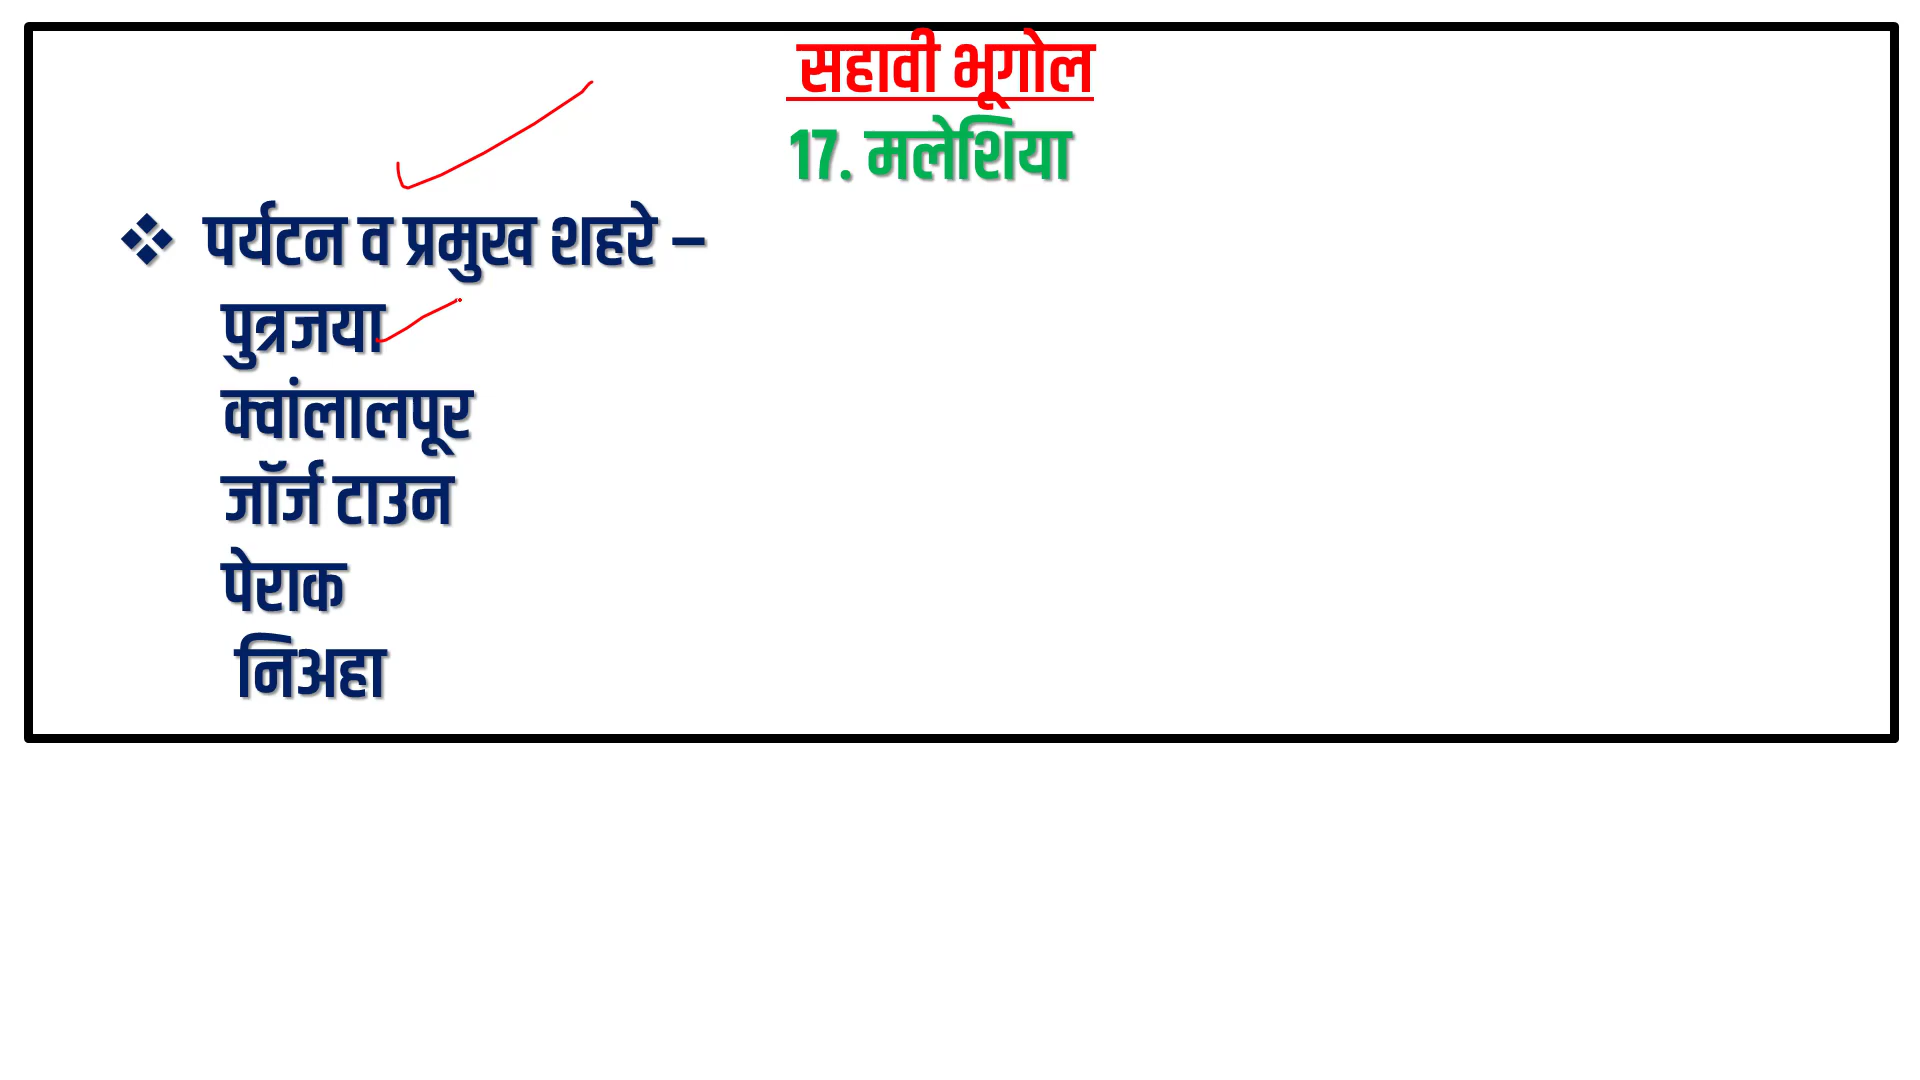 सहावी भूगोल
17. मलेशिया
❖ पर्यटन व प्रमुख शहरे –
पुत्रजया
क्वांलालपूर
जॉर्ज टाउन
पेराक
निअहा